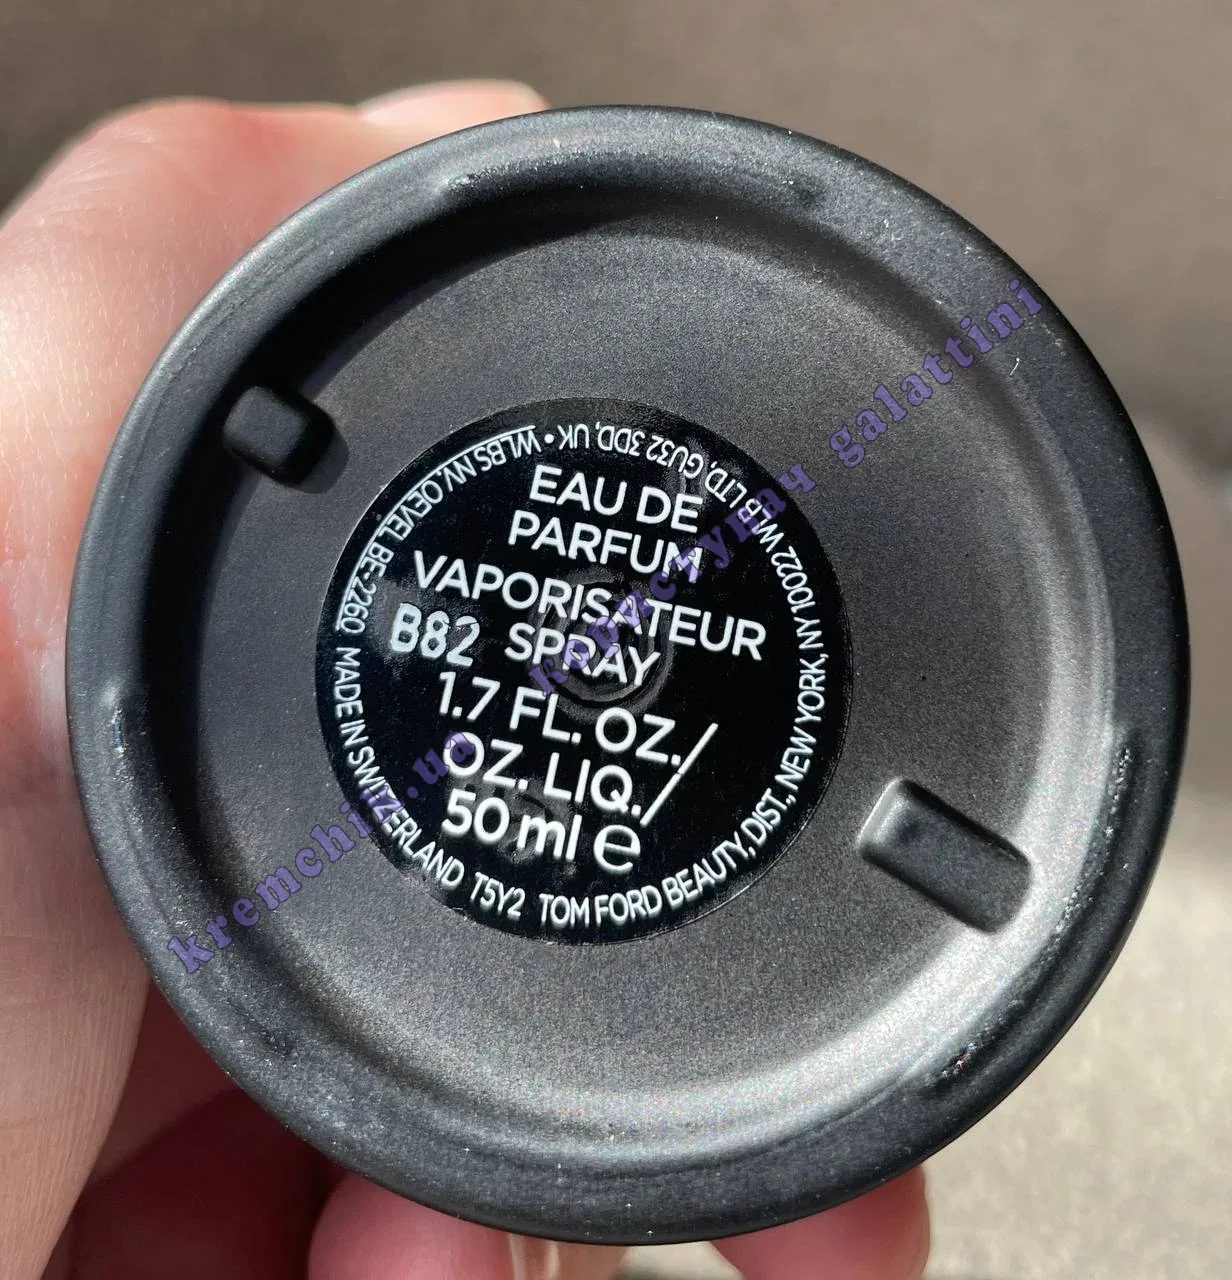 EAU DE
PARFUM
VAPORISATEUR
B82 SPRAY
1.7 FL. OZ./
OZ. LIQ./
50 ml e
WLBS NV, OEVEL BE-2260 MADE IN SWITZERLAND T5Y2 TOM FORD BEAUTY, DIST., NEW YORK, NY 10022 WLB LTD, GU32 3DD, UK •
kremchik.ua користувач galattini